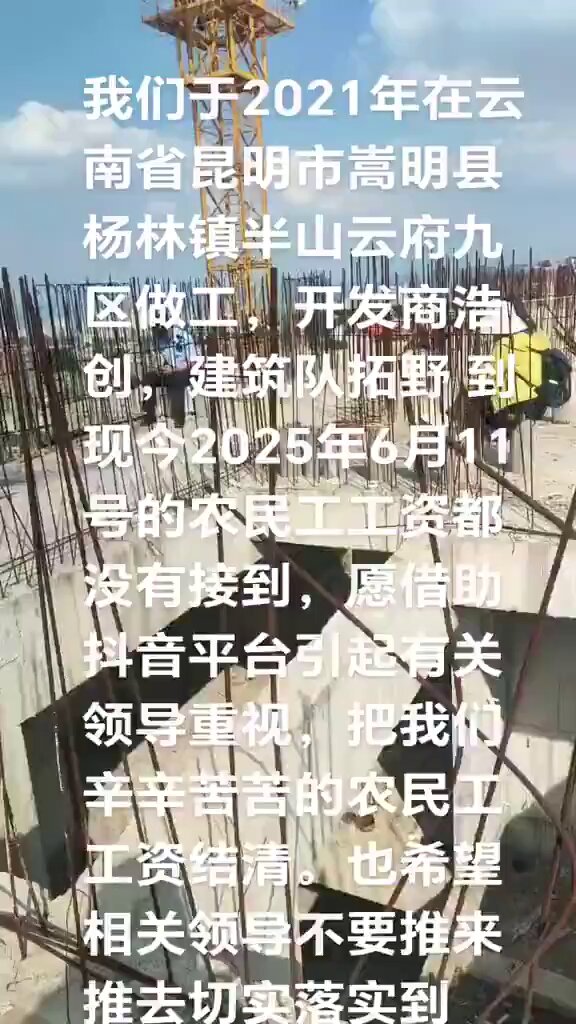 我们于2021年在云
南省昆明市嵩明县
杨林镇半山云府九
区做工，开发商浩
创，建筑队拓野 到
现今2025年6月11
号的农民工工资都
没有接到，愿借助
抖音平台引起有关
领导重视，把我们
辛辛苦苦的农民工
工资结清。也希望
相关领导不要推来
推去切实落实到